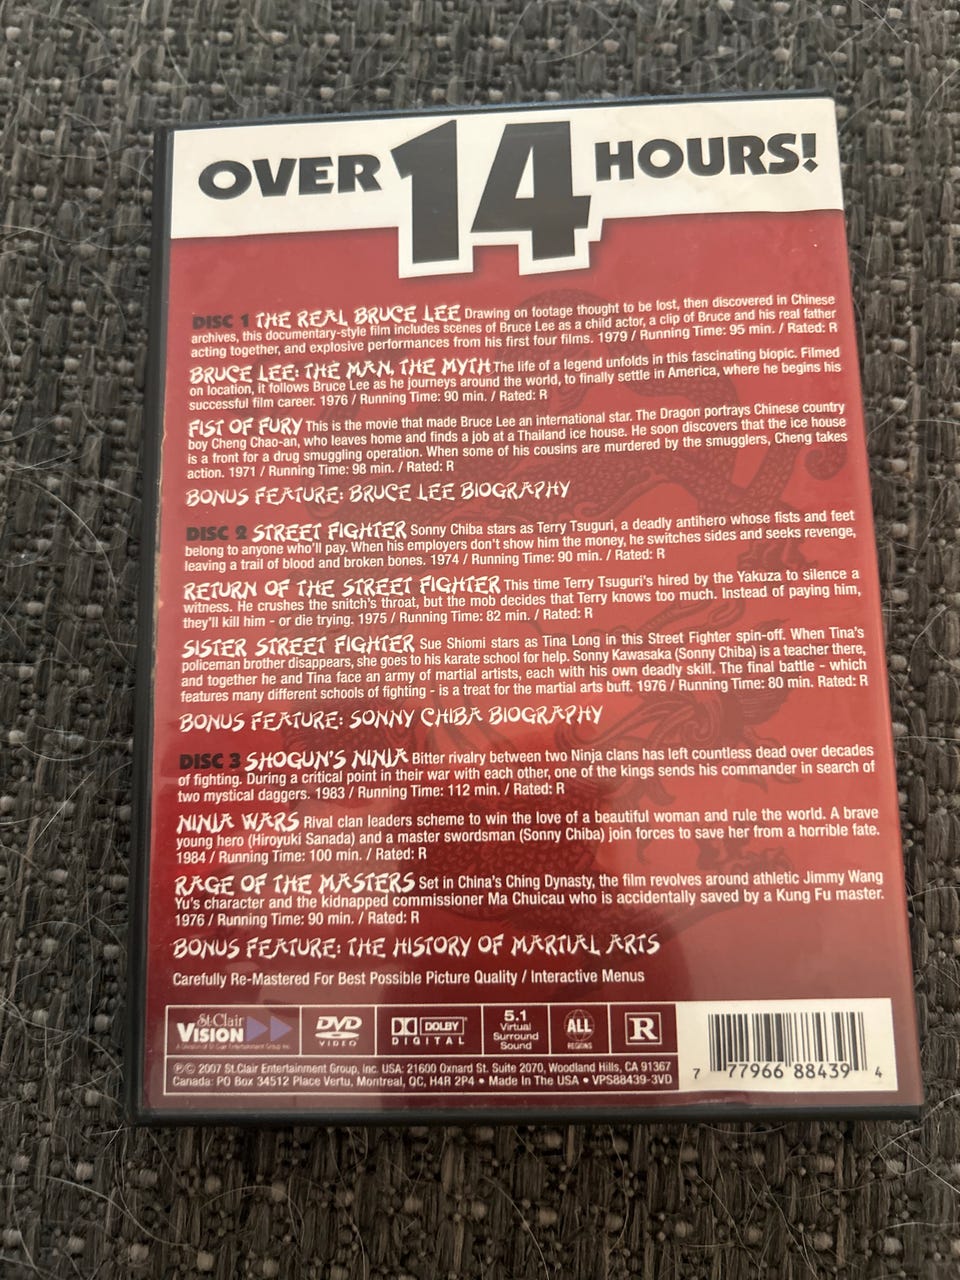 OVER 14 HOURS!
DISC 1 THE REAL BRUCE LEE Drawing on footage thought to be lost, then discovered in Chinese
archives, this documentary-style film includes scenes of Bruce Lee as a child actor, a clip of Bruce and his real father
acting together, and explosive performances from his first four films. 1979 / Running Time: 95 min. / Rated: R
BRUCE LEE: THE MAN, THE MYTH The life of a legend unfolds in this fascinating biopic. Filmed
on location, it follows Bruce Lee as he journeys around the world, to finally settle in America, where he begins his
successful film career. 1976 / Running Time: 90 min. / Rated: R
FIST OF FURY This is the movie that made Bruce Lee an international star. The Dragon portrays Chinese country
boy Cheng Chao-an, who leaves home and finds a job at a Thailand ice house. He soon discovers that the ice house
is a front for a drug smuggling operation. When some of his cousins are murdered by the smugglers, Cheng takes
action. 1971 / Running Time: 98 min. / Rated: R
BONUS FEATURE: BRUCE LEE BIOGRAPHY
DISC 2 STREET FIGHTER Sonny Chiba stars as Terry Tsuguri, a deadly antihero whose fists and feet
belong to anyone who'll pay. When his employers don't show him the money, he switches sides and seeks revenge,
leaving a trail of blood and broken bones. 1974 / Running Time: 90 min. / Rated: R
RETURN OF THE STREET FIGHTER This time Terry Tsuguri's hired by the Yakuza to silence a
witness. He crushes the snitch's throat, but the mob decides that Terry knows too much. Instead of paying him,
they'll kill him - or die trying. 1975 / Running Time: 82 min. / Rated: R
SISTER STREET FIGHTER Sue Shiomi stars as Tina Long in this Street Fighter spin-off. When Tina's
policeman brother disappears, she goes to his karate school for help. Sonny Kawasaka (Sonny Chiba) is a teacher there,
and together he and Tina face an army of martial artists, each with his own deadly skill. The final battle - which
features many different schools of fighting - is a treat for the martial arts buff. 1976 / Running Time: 80 min. Rated: R
BONUS FEATURE: SONNY CHIBA BIOGRAPHY
DISC 3 SHOGUN'S NINJA Bitter rivalry between two Ninja clans has left countless dead over decades
of fighting. During a critical point in their war with each other, one of the kings sends his commander in search of
two mystical daggers. 1983 / Running Time: 112 min. / Rated: R
NINJA WARS Rival clan leaders scheme to win the love of a beautiful woman and rule the world. A brave
young hero (Hiroyuki Sanada) and a master swordsman (Sonny Chiba) join forces to save her from a horrible fate.
1984 / Running Time: 100 min. / Rated: R
RAGE OF THE MASTERS Set in China's Ching Dynasty, the film revolves around athletic Jimmy Wang
Yu's character and the kidnapped commissioner Ma Chuicau who is accidentally saved by a Kung Fu master.
1976 / Running Time: 90 min. / Rated: R
BONUS FEATURE: THE HISTORY OF MARTIAL ARTS
Carefully Re-Mastered For Best Possible Picture Quality / Interactive Menus
St.Clair
VISION
A Division of St. Clair Entertainment Group Inc.
DVD
VIDEO
DOLBY
DIGITAL
5.1
Virtual
Surround
Sound
ALL
REGIONS
R
℗© 2007 St.Clair Entertainment Group, Inc. USA: 21600 Oxnard St. Suite 2070, Woodland Hills, CA 91367
Canada: PO Box 34512 Place Vertu, Montreal, QC, H4R 2P4 • Made In The USA • VPS88439-3VD
7 77966 88439 4